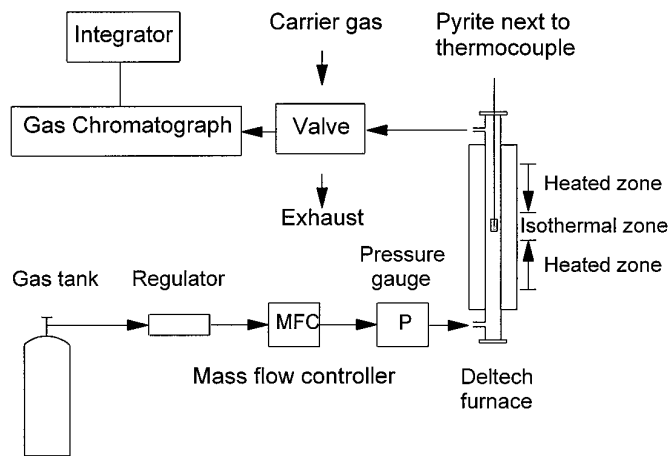 Integrator
Carrier gas
Pyrite next to
thermocouple
Gas Chromatograph
Valve
Exhaust
Heated zone
Isothermal zone
Heated zone
Gas tank
Regulator
Pressure
gauge
MFC
P
Mass flow controller
Deltech
furnace